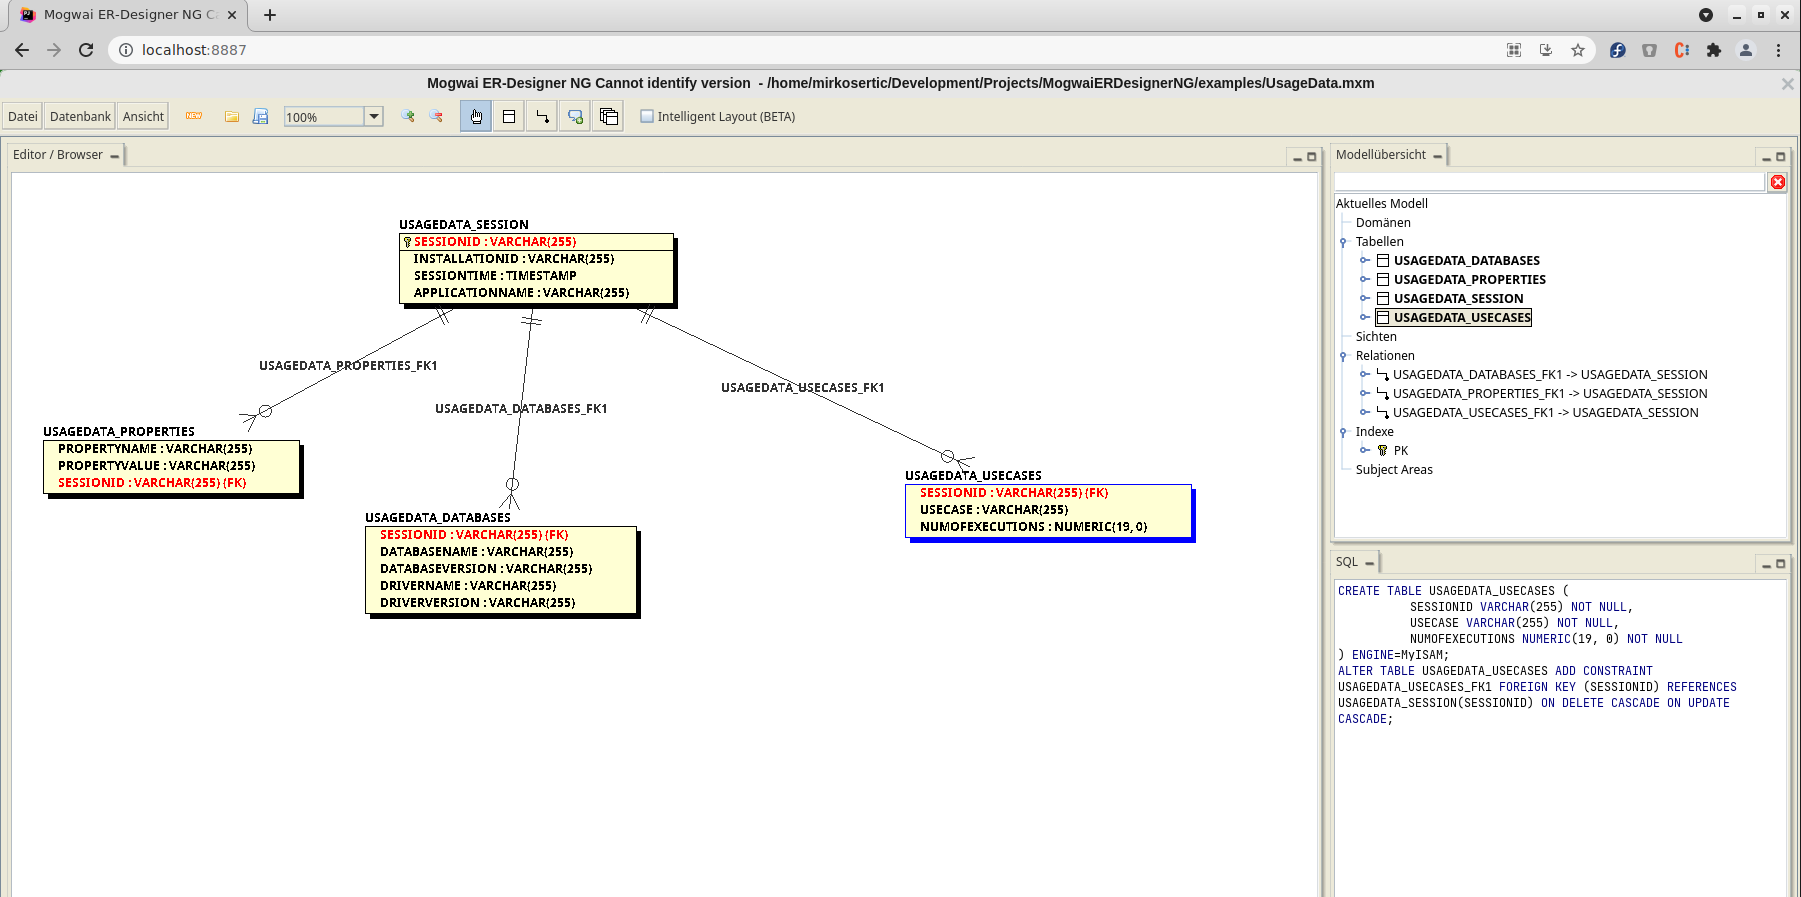 Mogwai ER-Designer NG Ca
localhost:8887
Mogwai ER-Designer NG Cannot identify version - /home/mirkosertic/Development/Projects/MogwaiERDesignerNG/examples/UsageData.mxm
Datei Datenbank Ansicht NEW 100% Intelligent Layout (BETA)
Editor / Browser
USAGEDATA_SESSION
SESSIONID : VARCHAR(255)
INSTALLATIONID : VARCHAR(255)
SESSIONTIME : TIMESTAMP
APPLICATIONNAME : VARCHAR(255)
USAGEDATA_PROPERTIES_FK1
USAGEDATA_DATABASES_FK1
USAGEDATA_USECASES_FK1
USAGEDATA_PROPERTIES
PROPERTYNAME : VARCHAR(255)
PROPERTYVALUE : VARCHAR(255)
SESSIONID : VARCHAR(255) (FK)
USAGEDATA_DATABASES
SESSIONID : VARCHAR(255) (FK)
DATABASENAME : VARCHAR(255)
DATABASEVERSION : VARCHAR(255)
DRIVERNAME : VARCHAR(255)
DRIVERVERSION : VARCHAR(255)
USAGEDATA_USECASES
SESSIONID : VARCHAR(255) (FK)
USECASE : VARCHAR(255)
NUMOFEXECUTIONS : NUMERIC(19, 0)
Modellübersicht
Aktuelles Modell
Domänen
Tabellen
USAGEDATA_DATABASES
USAGEDATA_PROPERTIES
USAGEDATA_SESSION
USAGEDATA_USECASES
Sichten
Relationen
USAGEDATA_DATABASES_FK1 -> USAGEDATA_SESSION
USAGEDATA_PROPERTIES_FK1 -> USAGEDATA_SESSION
USAGEDATA_USECASES_FK1 -> USAGEDATA_SESSION
Indexe
PK
Subject Areas
SQL
CREATE TABLE USAGEDATA_USECASES (
SESSIONID VARCHAR(255) NOT NULL,
USECASE VARCHAR(255) NOT NULL,
NUMOFEXECUTIONS NUMERIC(19, 0) NOT NULL
) ENGINE=MyISAM;
ALTER TABLE USAGEDATA_USECASES ADD CONSTRAINT
USAGEDATA_USECASES_FK1 FOREIGN KEY (SESSIONID) REFERENCES
USAGEDATA_SESSION(SESSIONID) ON DELETE CASCADE ON UPDATE
CASCADE;